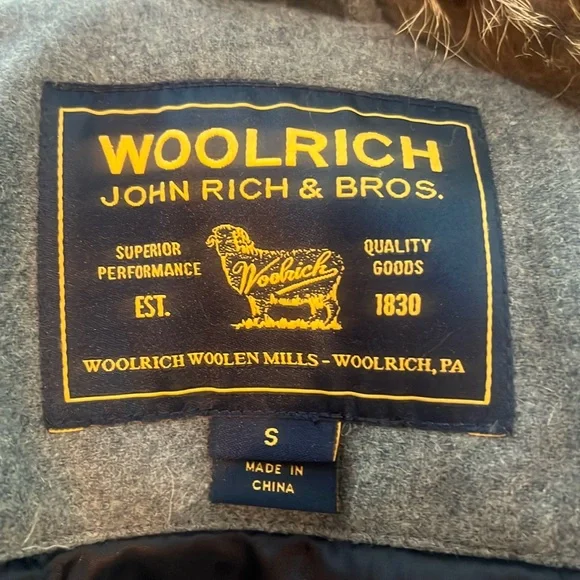 WOOLRICH
JOHN RICH & BROS.
SUPERIOR
PERFORMANCE
EST.
Woolrich
QUALITY
GOODS
1830
WOOLRICH WOOLEN MILLS - WOOLRICH, PA
S
MADE IN
CHINA